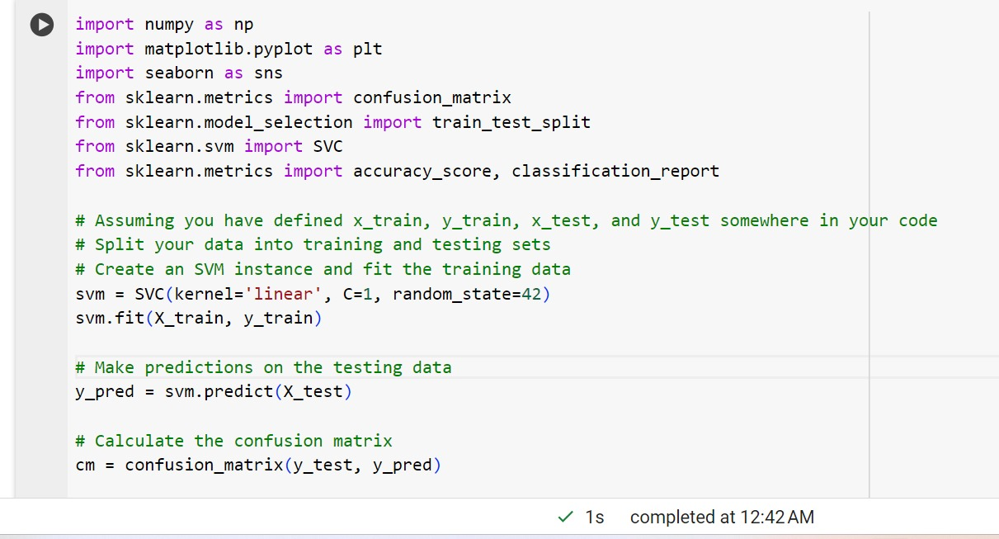 import numpy as np
import matplotlib.pyplot as plt
import seaborn as sns
from sklearn.metrics import confusion_matrix
from sklearn.model_selection import train_test_split
from sklearn.svm import SVC
from sklearn.metrics import accuracy_score, classification_report
# Assuming you have defined x_train, y_train, x_test, and y_test somewhere in your code
# Split your data into training and testing sets
# Create an SVM instance and fit the training data
svm = SVC(kernel='linear', C=1, random_state=42)
svm.fit(X_train, y_train)
# Make predictions on the testing data
y_pred = svm.predict(X_test)
# Calculate the confusion matrix
cm = confusion_matrix(y_test, y_pred)
1s completed at 12:42 AM